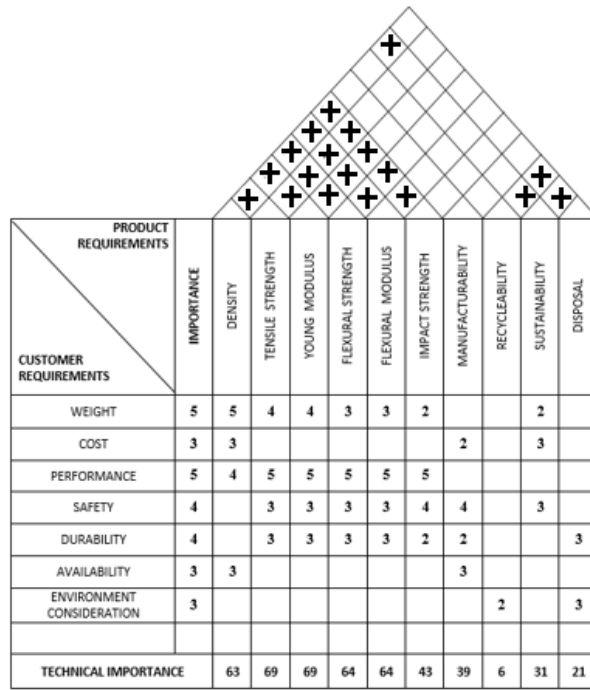 PRODUCT
REQUIREMENTS
CUSTOMER
REQUIREMENTS
IMPORTANCE
DENSITY
TENSILE STRENGTH
YOUNG MODULUS
FLEXURAL STRENGTH
FLEXURAL MODULUS
IMPACT STRENGTH
MANUFACTURABILITY
RECYCLEABILITY
SUSTAINABILITY
DISPOSAL
WEIGHT 5 5 4 4 3 3 2 2
COST 3 3 2 3
PERFORMANCE 5 4 5 5 5 5 5
SAFETY 4 3 3 3 3 4 4 3
DURABILITY 4 3 3 3 3 2 2 3
AVAILABILITY 3 3 3
ENVIRONMENT
CONSIDERATION 3 2 3
TECHNICAL IMPORTANCE 63 69 69 64 64 43 39 6 31 21